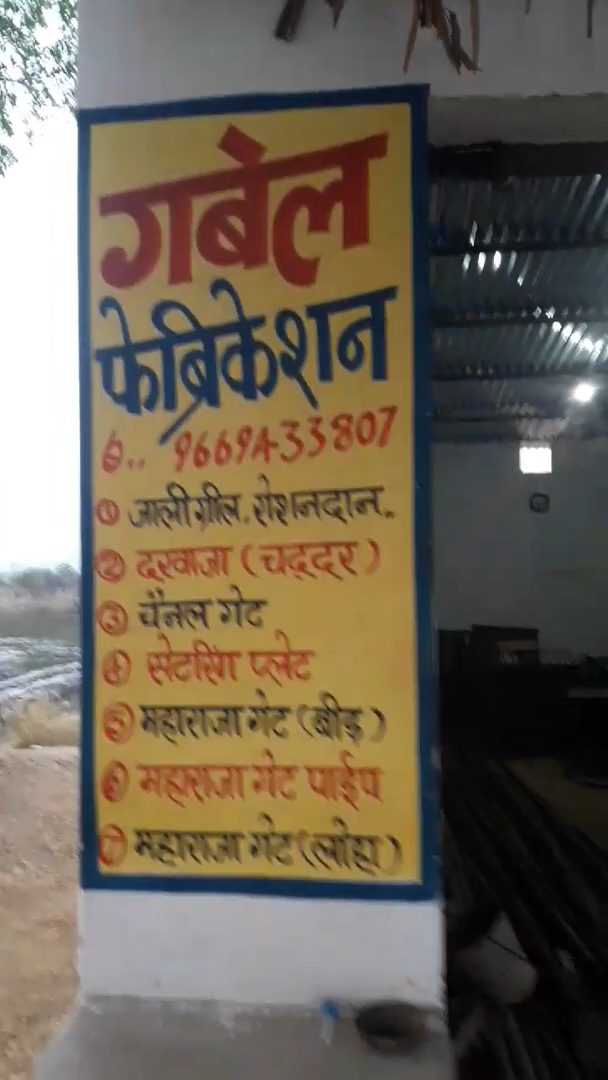 गबेल
फेब्रिकेशन
6.. 9669433807
① जाली ग्रील. रोशनदान..
② दरवाजा (चद्दर)
③ चैनल गेट
④ सेटरिंग प्लेट
⑤ महाराजा गेट (बीड़)
⑥ महाराजा गेट पाईप
⑦ महाराजा गेट (लोहा)